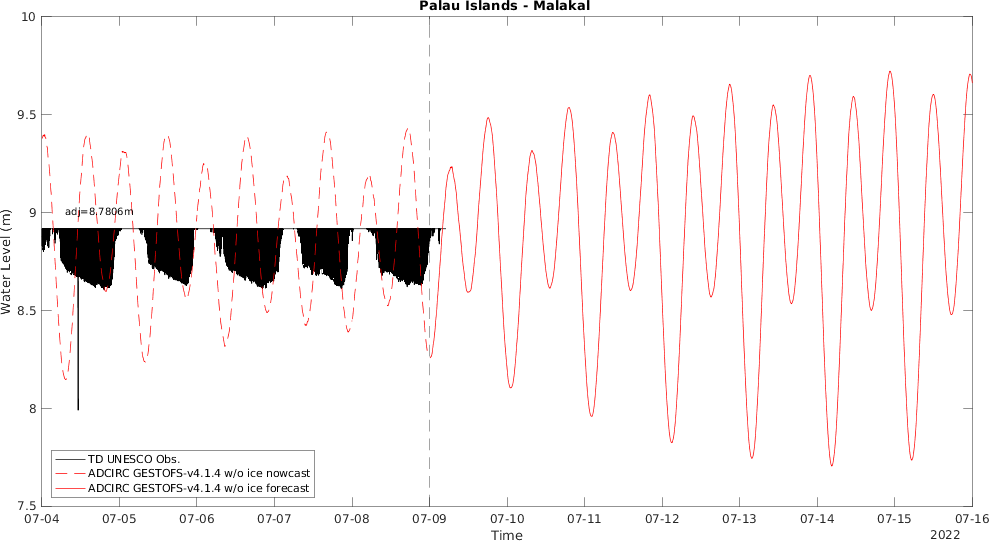 Palau Islands - Malakal
10
9.5
9
8.5
8
7.5
Water Level (m)
adj=8.7806m
TD UNESCO Obs.
ADCIRC GESTOFS-v4.1.4 w/o ice nowcast
ADCIRC GESTOFS-v4.1.4 w/o ice forecast
07-04 07-05 07-06 07-07 07-08 07-09 07-10 07-11 07-12 07-13 07-14 07-15 07-16
Time
2022